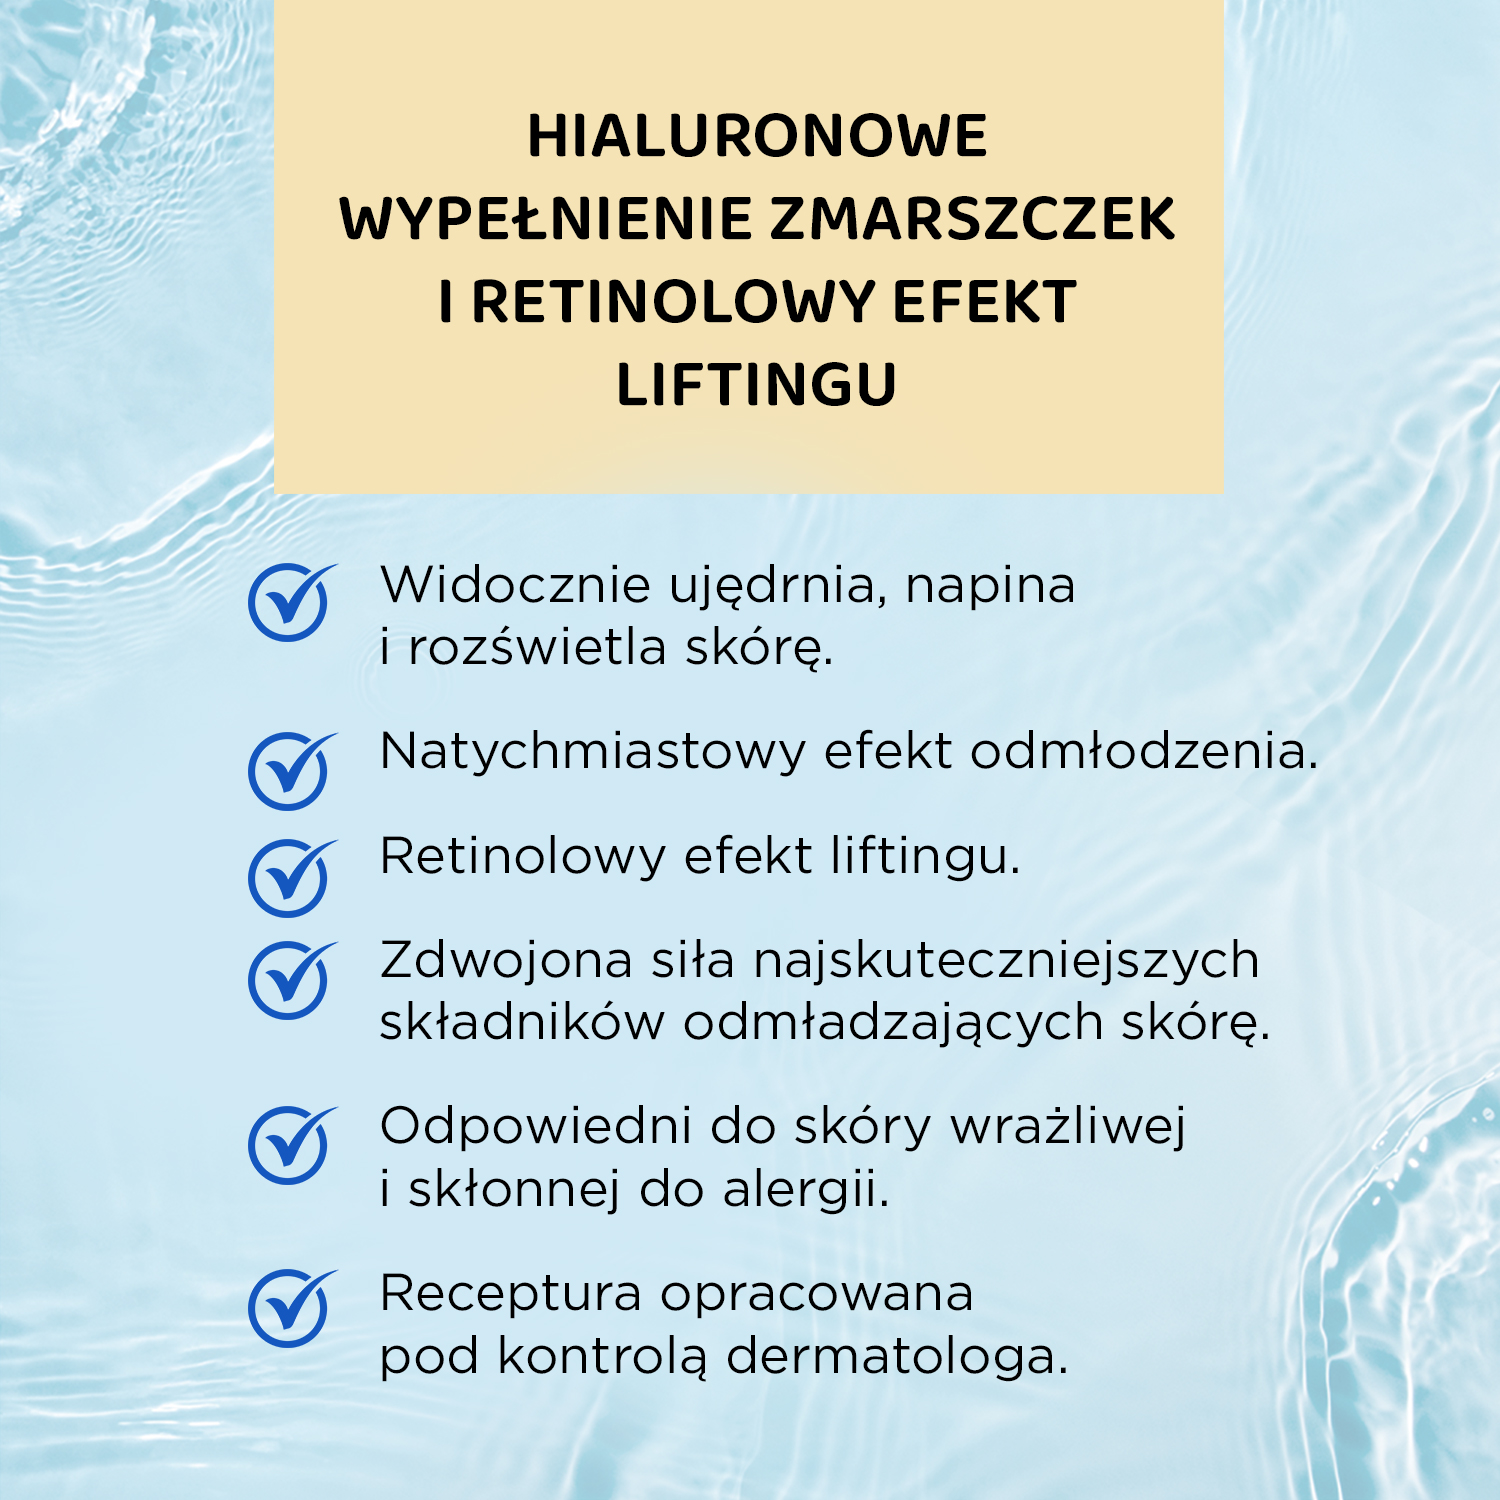 HIALURONOWE
WYPEŁNIENIE ZMARSZCZEK
I RETINOLOWY EFEKT
LIFTINGU
Widocznie ujędrnia, napina
i rozświetla skórę.
Natychmiastowy efekt odmłodzenia.
Retinolowy efekt liftingu.
Zdwojona siła najskuteczniejszych
składników odmładzających skórę.
Odpowiedni do skóry wrażliwej
i skłonnej do alergii.
Receptura opracowana
pod kontrolą dermatologa.